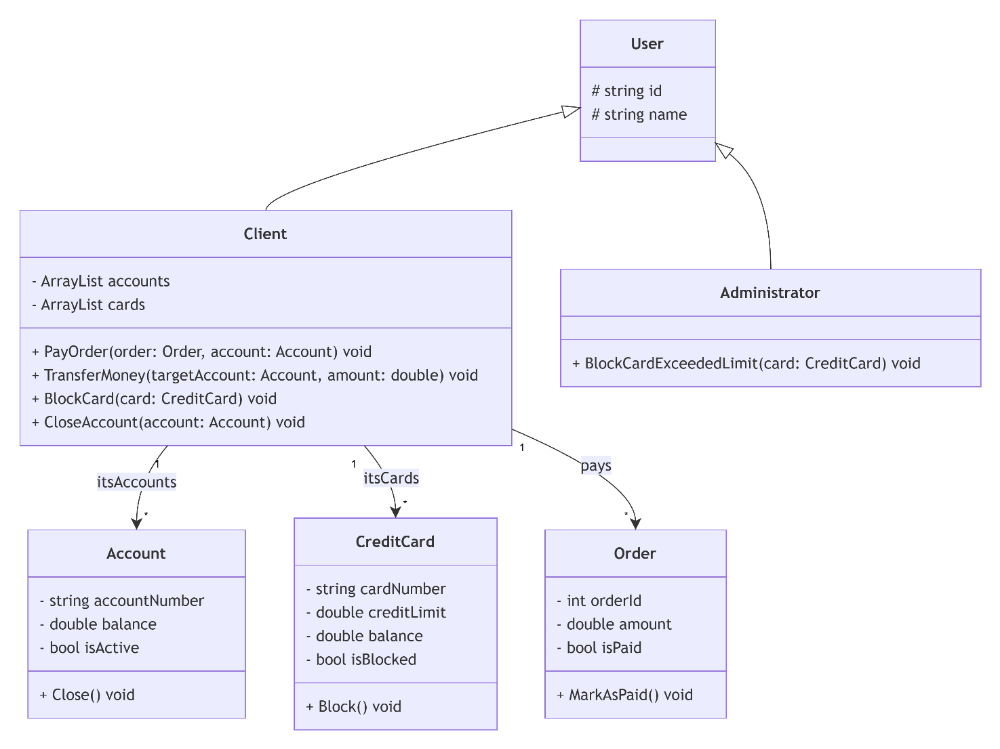 User
# string id
# string name
Client
- ArrayList accounts
- ArrayList cards
+ PayOrder(order: Order, account: Account) void
+ TransferMoney(targetAccount: Account, amount: double) void
+ BlockCard(card: CreditCard) void
+ CloseAccount(account: Account) void
Administrator
+ BlockCardExceededLimit(card: CreditCard) void
1
itsAccounts
*
1
itsCards
*
1
pays
*
Account
- string accountNumber
- double balance
- bool isActive
+ Close() void
CreditCard
- string cardNumber
- double creditLimit
- double balance
- bool isBlocked
+ Block() void
Order
- int orderId
- double amount
- bool isPaid
+ MarkAsPaid() void